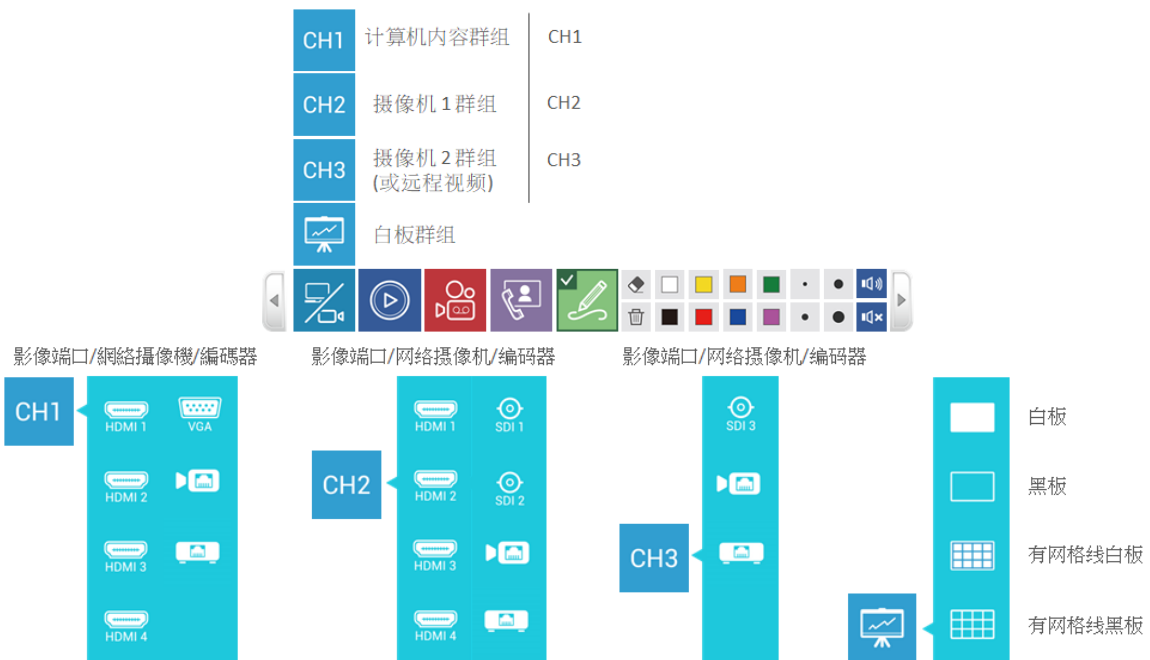 CH1 计算机内容群组 CH1
CH2 摄像机 1 群组 CH2
CH3 摄像机 2 群组 CH3
(或远程视频)
白板群组
影像端口/網絡攝像機/編碼器
影像端口/网络摄像机/编码器
影像端口/网络摄像机/编码器
CH1
HDMI 1 VGA
HDMI 2
HDMI 3
HDMI 4
CH2
HDMI 1 SDI 1
HDMI 2 SDI 2
HDMI 3
HDMI 4
CH3
SDI 3
白板
黑板
有网格线白板
有网格线黑板